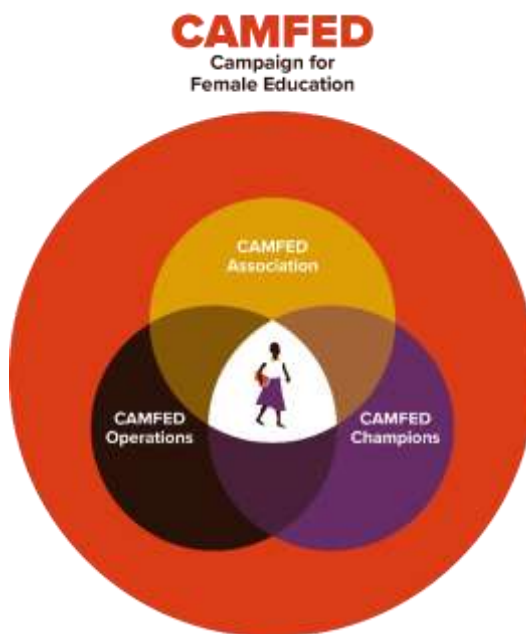 CAMFED
Campaign for
Female Education
CAMFED
Association
CAMFED
Operations
CAMFED
Champions